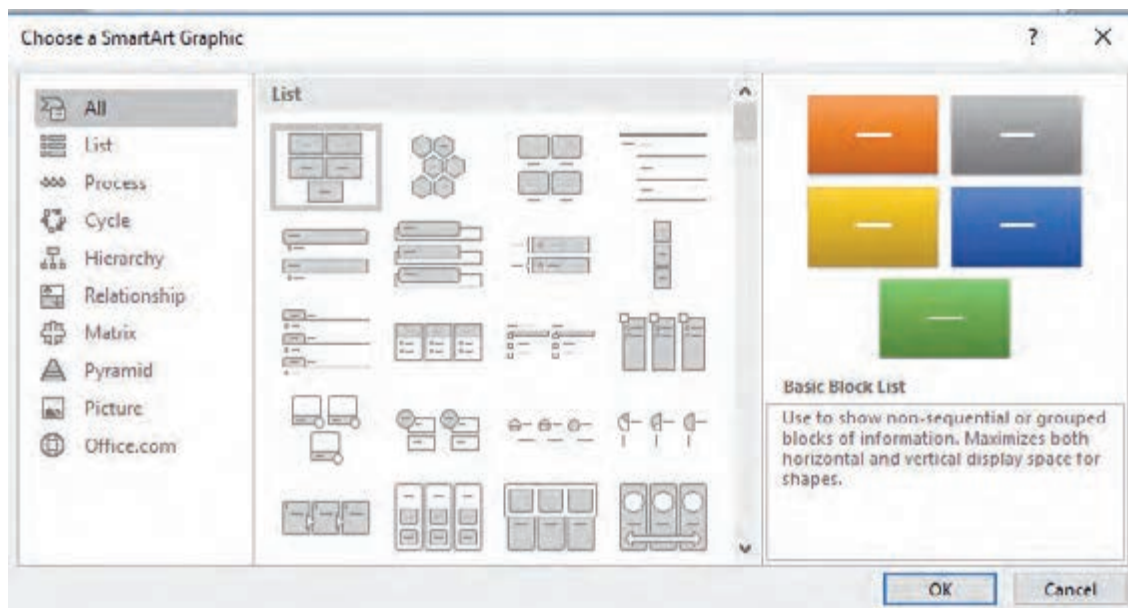 Choose a SmartArt Graphic
?
All
List
Process
Cycle
Hierarchy
Relationship
Matrix
Pyramid
Picture
Office.com
List
Basic Block List
Use to show non-sequential or grouped
blocks of information. Maximizes both
horizontal and vertical display space for
shapes.
OK
Cancel